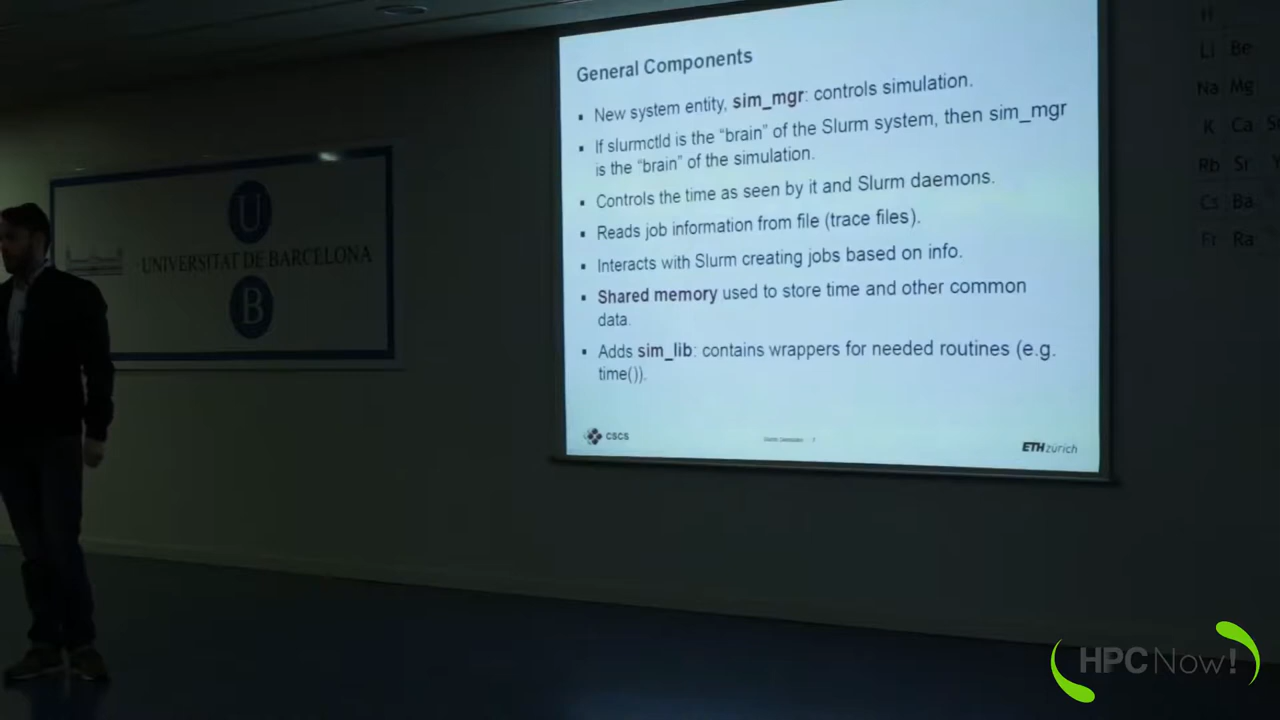 General Components
▪ New system entity, sim_mgr: controls simulation.
▪ If slurmctld is the “brain” of the Slurm system, then sim_mgr
is the “brain” of the simulation.
▪ Controls the time as seen by it and Slurm daemons.
▪ Reads job information from file (trace files).
▪ Interacts with Slurm creating jobs based on info.
▪ Shared memory used to store time and other common
data.
▪ Adds sim_lib: contains wrappers for needed routines (e.g.
time()).
CSCS
ETH zürich
U
UNIVERSITAT DE BARCELONA
B
H
Li Be
Na Mg
K Ca
Rb Sr
Cs Ba
Fr Ra
HPCNow!